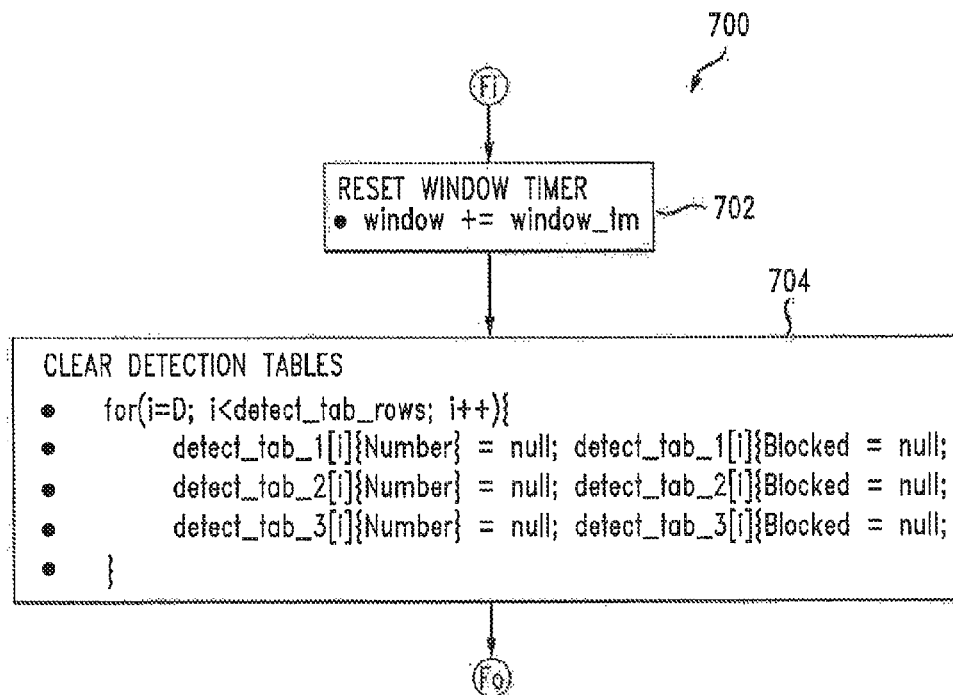 700
Fi
RESET WINDOW TIMER
• window += window_tm
702
704
CLEAR DETECTION TABLES
• for(i=D; i<detect_tab_rows; i++){
• detect_tab_1[i]{Number} = null; detect_tab_1[i]{Blocked = null;
• detect_tab_2[i]{Number} = null; detect_tab_2[i]{Blocked = null;
• detect_tab_3[i]{Number} = null; detect_tab_3[i]{Blocked = null;
• }
Fo